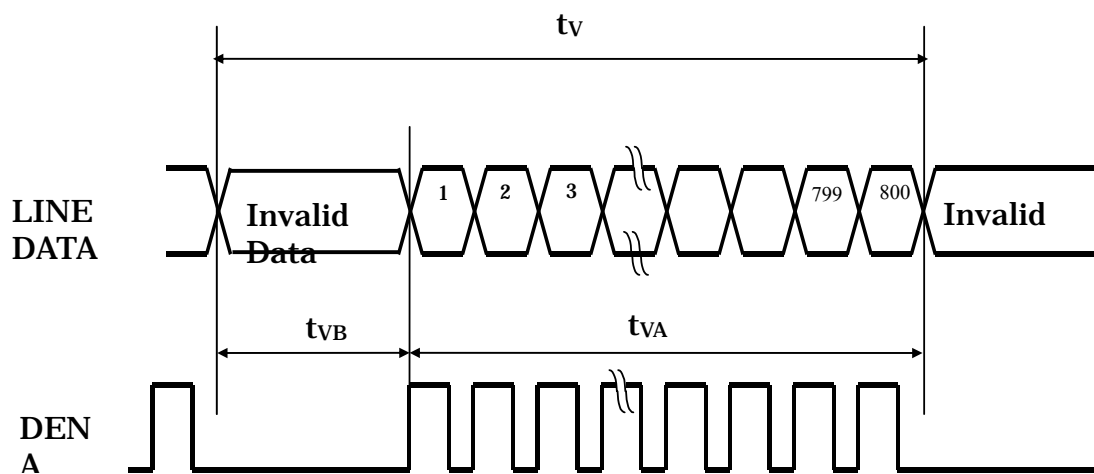 tV
LINE
DATA
Invalid
Data
1
2
3
799
800
Invalid
tVB
tVA
DEN
A